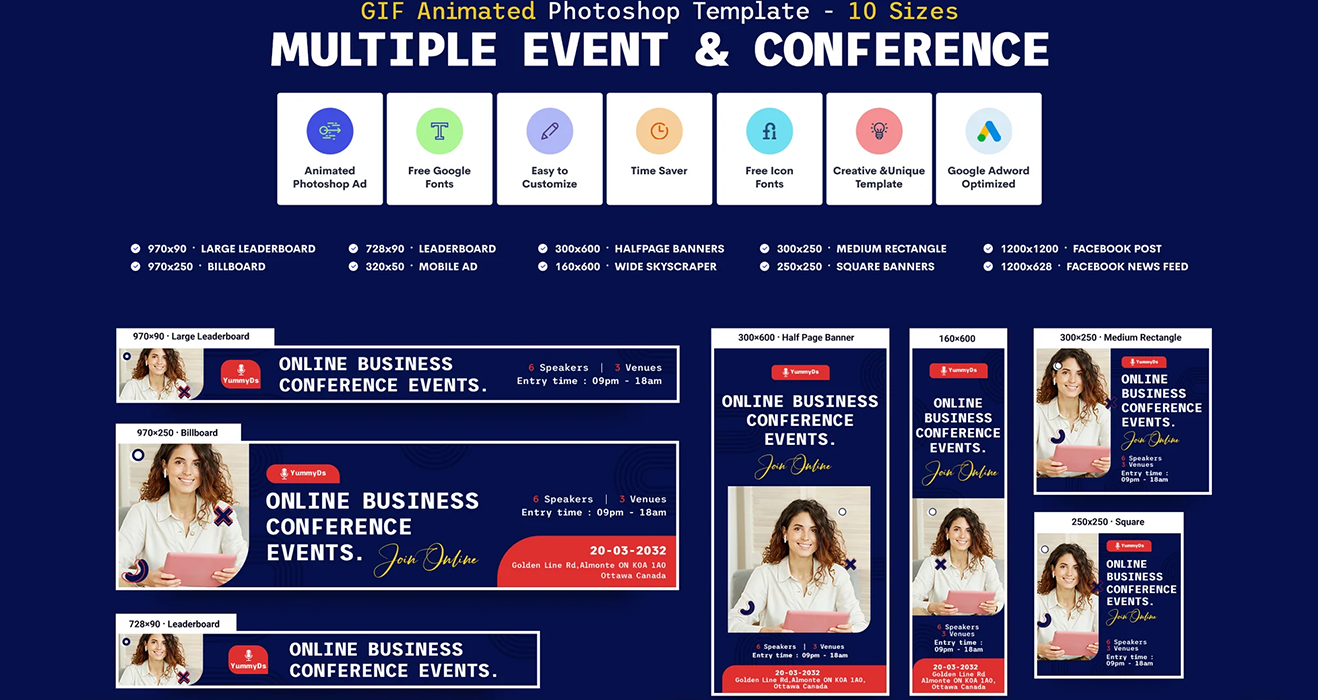 GIF Animated Photoshop Template - 10 Sizes
MULTIPLE EVENT & CONFERENCE
Animated
Photoshop Ad
Free Google
Fonts
Easy to
Customize
Time Saver
Free Icon
Fonts
Creative &Unique
Template
Google Adword
Optimized
970x90 · LARGE LEADERBOARD
728x90 · LEADERBOARD
300x600 · HALFPAGE BANNERS
300x250 · MEDIUM RECTANGLE
1200x1200 · FACEBOOK POST
970x250 · BILLBOARD
320x50 · MOBILE AD
160x600 · WIDE SKYSCRAPER
250x250 · SQUARE BANNERS
1200x628 · FACEBOOK NEWS FEED
970×90 · Large Leaderboard
YummyDs
ONLINE BUSINESS
CONFERENCE EVENTS.
6 Speakers | 3 Venues
Entry time : 09pm - 18am
970×250 · Billboard
YummyDs
ONLINE BUSINESS
CONFERENCE
EVENTS. Join Online
6 Speakers | 3 Venues
Entry time : 09pm - 18am
20-03-2032
Golden Line Rd,Almonte ON K0A 1A0
Ottawa Canada
728×90 · Leaderboard
YummyDs
ONLINE BUSINESS
CONFERENCE EVENTS.
300×600 · Half Page Banner
YummyDs
ONLINE BUSINESS
CONFERENCE
EVENTS.
Join Online
6 Speakers | 3 Venues
Entry time : 09pm - 18am
20-03-2032
Golden Line Rd,Almonte ON K0A 1A0,
Ottawa Canada
160×600
YummyDs
ONLINE
BUSINESS
CONFERENCE
EVENTS.
Join Online
6 Speakers
3 Venues
Entry time :
09pm - 18am
20-03-2032
Golden Line Rd,
Almonte ON K0A 1A0,
Ottawa Canada
300×250 · Medium Rectangle
YummyDs
ONLINE
BUSINESS
CONFERENCE
EVENTS.
Join Online
6 Speakers
3 Venues
Entry time :
09pm - 18am
250x250 · Square
YummyDs
ONLINE
BUSINESS
CONFERENCE
EVENTS.
Join Online
6 Speakers
3 Venues
Entry time :
09pm - 18am